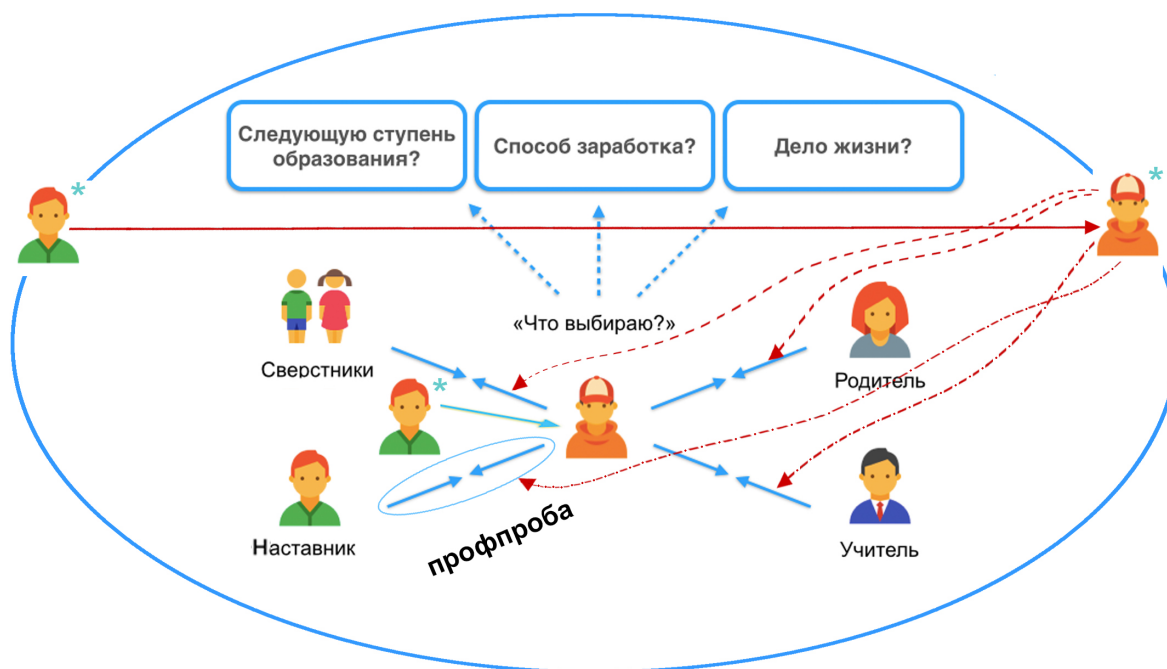 Следующую ступень
образования?
Способ заработка?
Дело жизни?
*
*
«Что выбираю?»
Сверстники
Родитель
*
Наставник
профпроба
Учитель